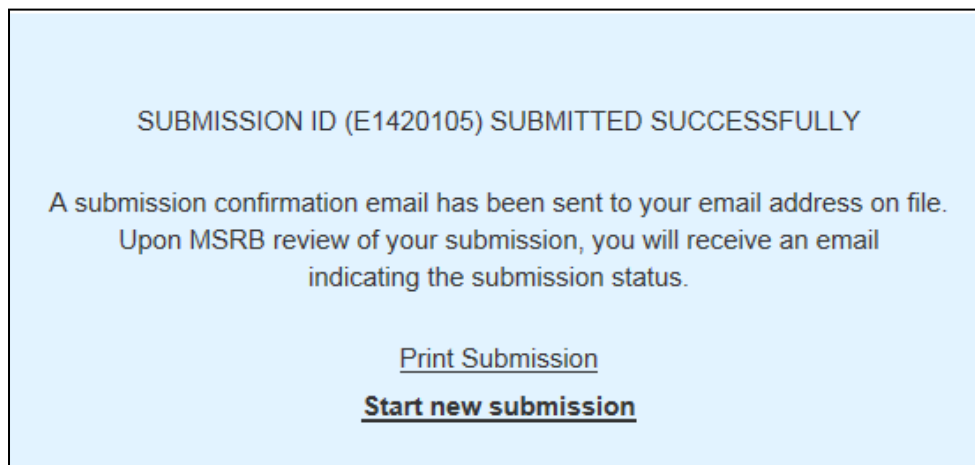 SUBMISSION ID (E1420105) SUBMITTED SUCCESSFULLY
A submission confirmation email has been sent to your email address on file.
Upon MSRB review of your submission, you will receive an email
indicating the submission status.
Print Submission
Start new submission